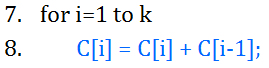 7. for i=1 to k
8. C[i] = C[i] + C[i-1];